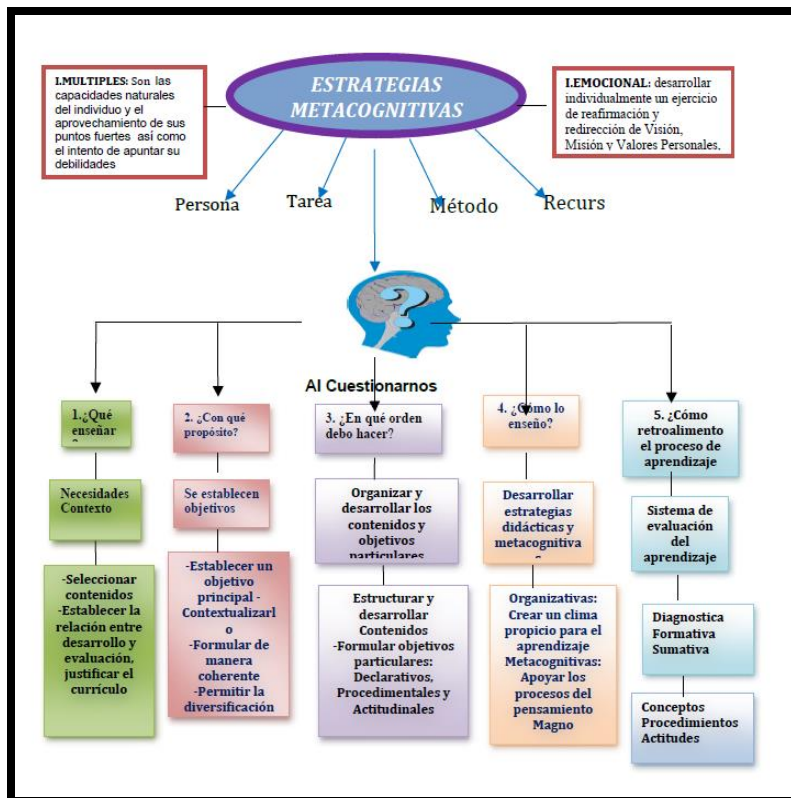 I.MULTIPLES: Son las
capacidades naturales
del individuo y el
aprovechamiento de sus
puntos fuertes así como
el intento de apuntar su
debilidades
ESTRATEGIAS
METACOGNITIVAS
I.EMOCIONAL: desarrollar
individualmente un ejercicio
de reafirmación y
redirección de Visión,
Misión y Valores Personales.
Persona
Tarea
Método
Recurs
Al Cuestionarnos
1.¿Qué
enseñar
Necesidades
Contexto
-Seleccionar
contenidos
-Establecer la
relación entre
desarrollo y
evaluación,
justificar el
currículo
2. ¿Con qué
propósito?
Se establecen
objetivos
-Establecer un
objetivo
principal -
Contextualizarl
o
-Formular de
manera
coherente
-Permitir la
diversificación
3. ¿En qué orden
debo hacer?
Organizar y
desarrollar los
contenidos y
objetivos
particulares
Estructurar y
desarrollar
Contenidos
-Formular objetivos
particulares:
Declarativos,
Procedimentales y
Actitudinales
4. ¿Cómo lo
enseño?
Desarrollar
estrategias
didácticas y
metacognitiva
Organizativas:
Crear un clima
propicio para el
aprendizaje
Metacognitivas:
Apoyar los
procesos del
pensamiento
Magno
5. ¿Cómo
retroalimento
el proceso de
aprendizaje
Sistema de
evaluación
del
aprendizaje
Diagnostica
Formativa
Sumativa
Conceptos
Procedimientos
Actitudes